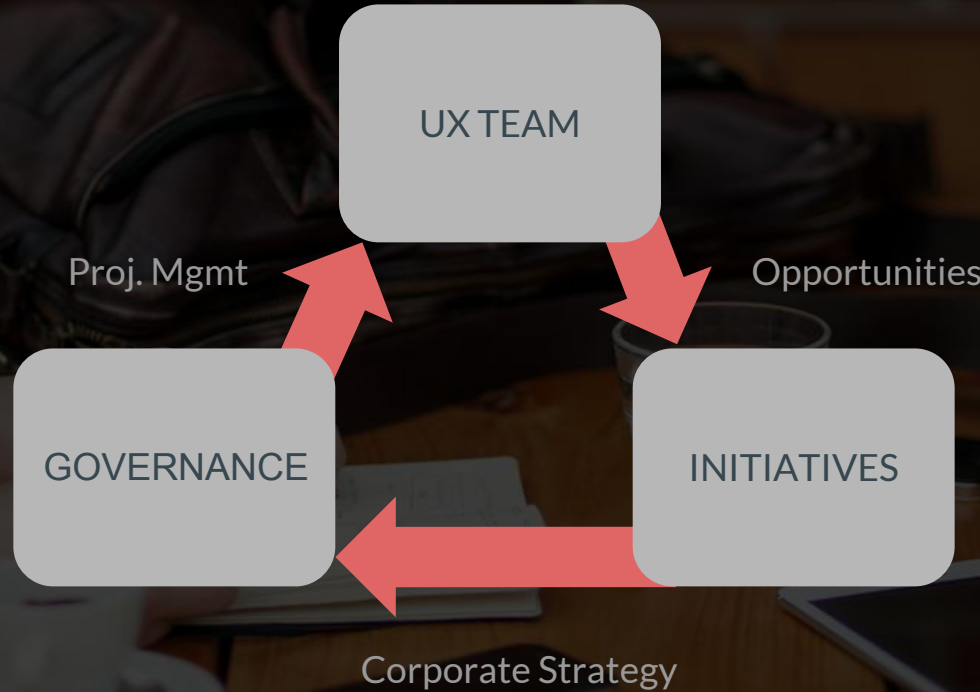 UX TEAM
Proj. Mgmt
Opportunities
GOVERNANCE
INITIATIVES
Corporate Strategy